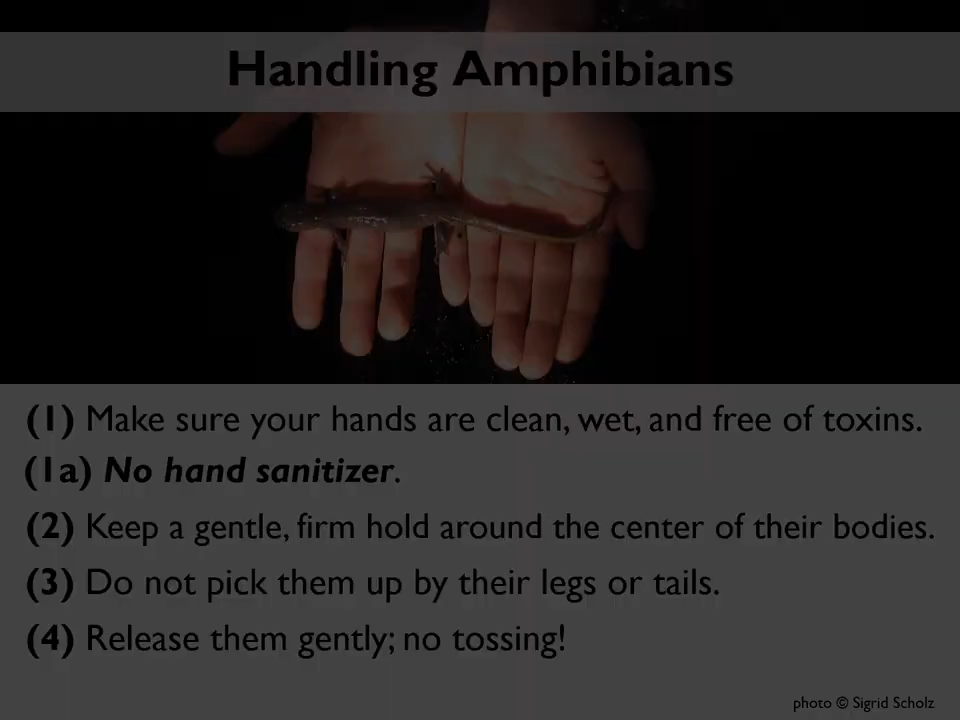 Handling Amphibians
(1) Make sure your hands are clean, wet, and free of toxins.
(1a) No hand sanitizer.
(2) Keep a gentle, firm hold around the center of their bodies.
(3) Do not pick them up by their legs or tails.
(4) Release them gently; no tossing!
photo © Sigrid Scholz